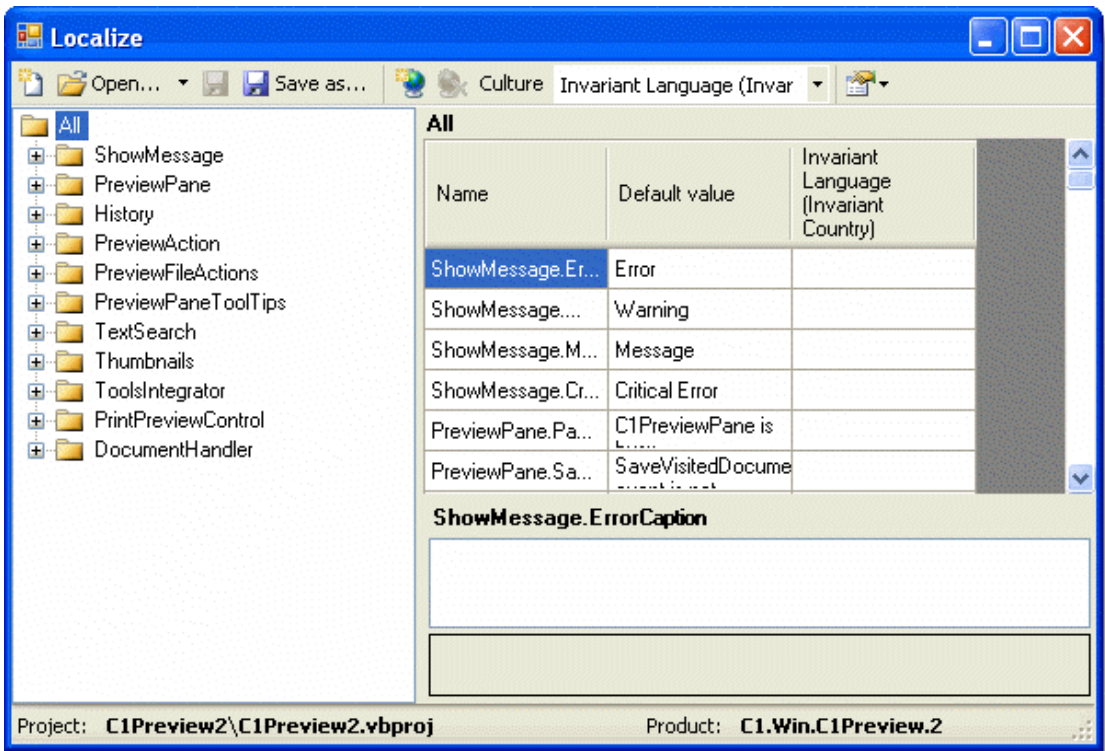 Localize
Open... Save as... Culture Invariant Language (Invar
All
ShowMessage
PreviewPane
History
PreviewAction
PreviewFileActions
PreviewPaneToolTips
TextSearch
Thumbnails
ToolsIntegrator
PrintPreviewControl
DocumentHandler
All
Name Default value Invariant
Language
(Invariant
Country)
ShowMessage.Er... Error
ShowMessage.... Warning
ShowMessage.M... Message
ShowMessage.Cr... Critical Error
PreviewPane.Pa... C1PreviewPane is
PreviewPane.Sa... SaveVisitedDocume
ShowMessage.ErrorCaption
Project: C1Preview2\C1Preview2.vbproj Product: C1.Win.C1Preview.2